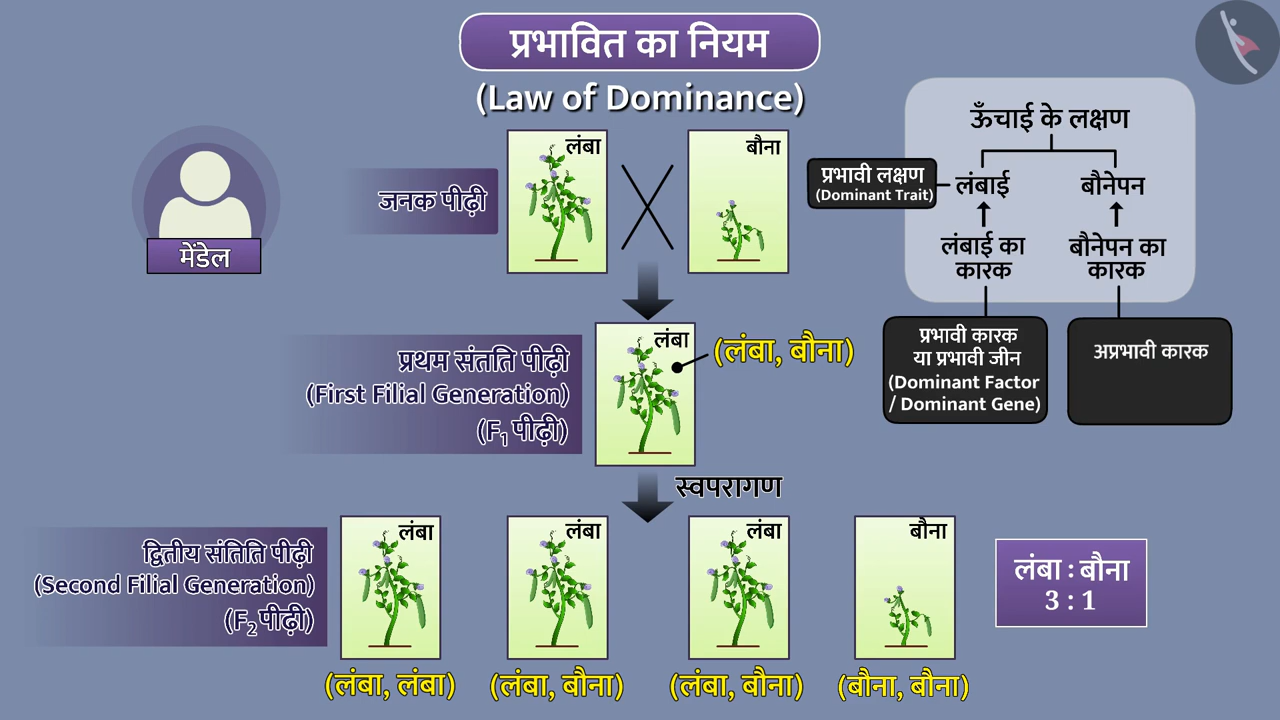 प्रभावित का नियम
(Law of Dominance)
मेंडेल
जनक पीढ़ी
लंबा
बौना
ऊँचाई के लक्षण
प्रभावी लक्षण
(Dominant Trait)
लंबाई
बौनेपन
लंबाई का
कारक
बौनेपन का
कारक
प्रभावी कारक
या प्रभावी जीन
(Dominant Factor
/ Dominant Gene)
अप्रभावी कारक
प्रथम संतति पीढ़ी
(First Filial Generation)
(F₁ पीढ़ी)
लंबा
(लंबा, बौना)
स्वपरागण
द्वितीय संतिति पीढ़ी
(Second Filial Generation)
(F₂ पीढ़ी)
लंबा
लंबा
लंबा
बौना
(लंबा, लंबा)
(लंबा, बौना)
(लंबा, बौना)
(बौना, बौना)
लंबा : बौना
3 : 1